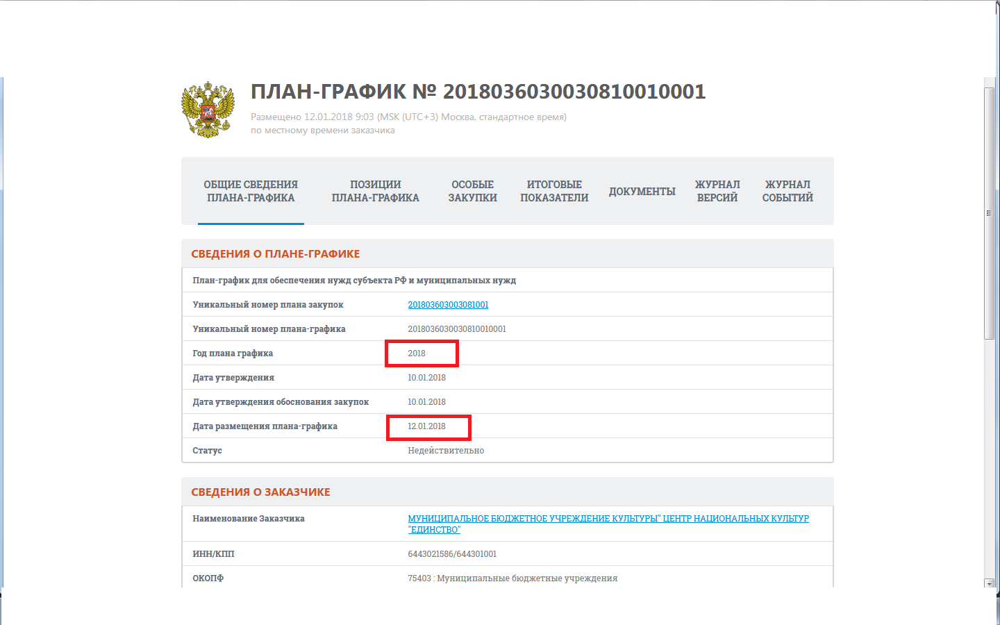 ПЛАН-ГРАФИК № 2018036030030810010001
Размещено 12.01.2018 9:03 (MSK (UTC+3) Москва, стандартное время)
по местному времени заказчика
ОБЩИЕ СВЕДЕНИЯ
ПЛАНА-ГРАФИКА
ПОЗИЦИИ
ПЛАНА-ГРАФИКА
ОСОБЫЕ
ЗАКУПКИ
ИТОГОВЫЕ
ПОКАЗАТЕЛИ
ДОКУМЕНТЫ
ЖУРНАЛ
ВЕРСИЙ
ЖУРНАЛ
СОБЫТИЙ
СВЕДЕНИЯ О ПЛАНЕ-ГРАФИКЕ
План-график для обеспечения нужд субъекта РФ и муниципальных нужд
Уникальный номер плана закупок 201803603003081001
Уникальный номер плана-графика 2018036030030810010001
Год плана графика 2018
Дата утверждения 10.01.2018
Дата утверждения обоснования закупок 10.01.2018
Дата размещения плана-графика 12.01.2018
Статус Недействительно
СВЕДЕНИЯ О ЗАКАЗЧИКЕ
Наименование Заказчика МУНИЦИПАЛЬНОЕ БЮДЖЕТНОЕ УЧРЕЖДЕНИЕ КУЛЬТУРЫ" ЦЕНТР НАЦИОНАЛЬНЫХ КУЛЬТУР
"ЕДИНСТВО"
ИНН/КПП 6443021586/644301001
ОКОПФ 75403 : Муниципальные бюджетные учреждения